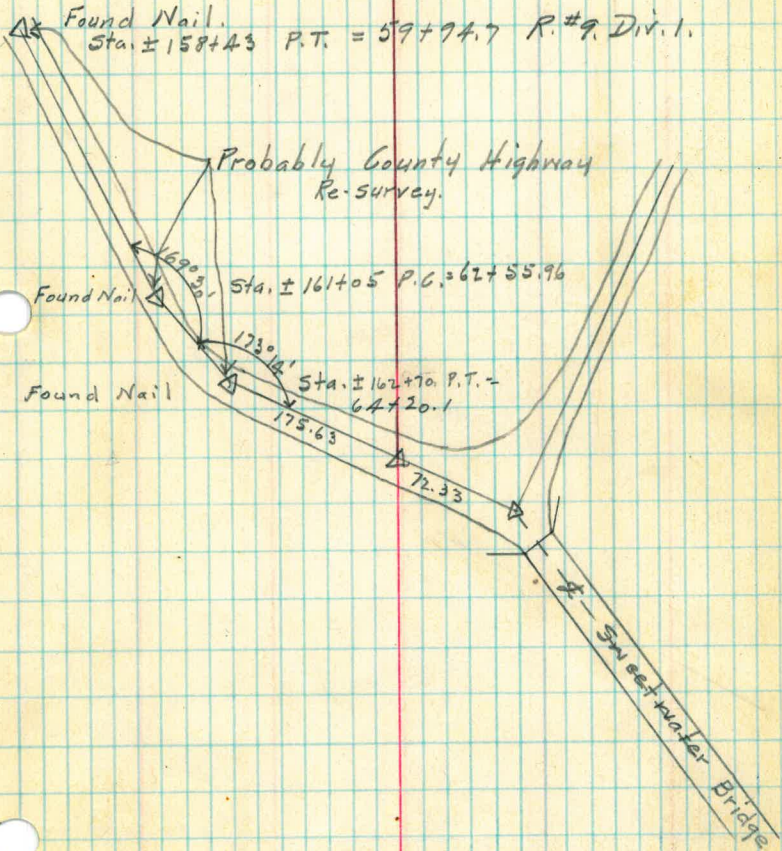 Found Nail.
Sta. ± 158+43 P.T. = 59+94.7 R.#9. Div. 1.
Probably County Highway
Re-survey.
169° 30'
Sta. ± 161+05 P.C. = 62+55.96
Found Nail
173° 14'
Sta. ± 162+70 P.T. =
64+20.1
Found Nail
175.63
72.33
Sweetwater Bridge